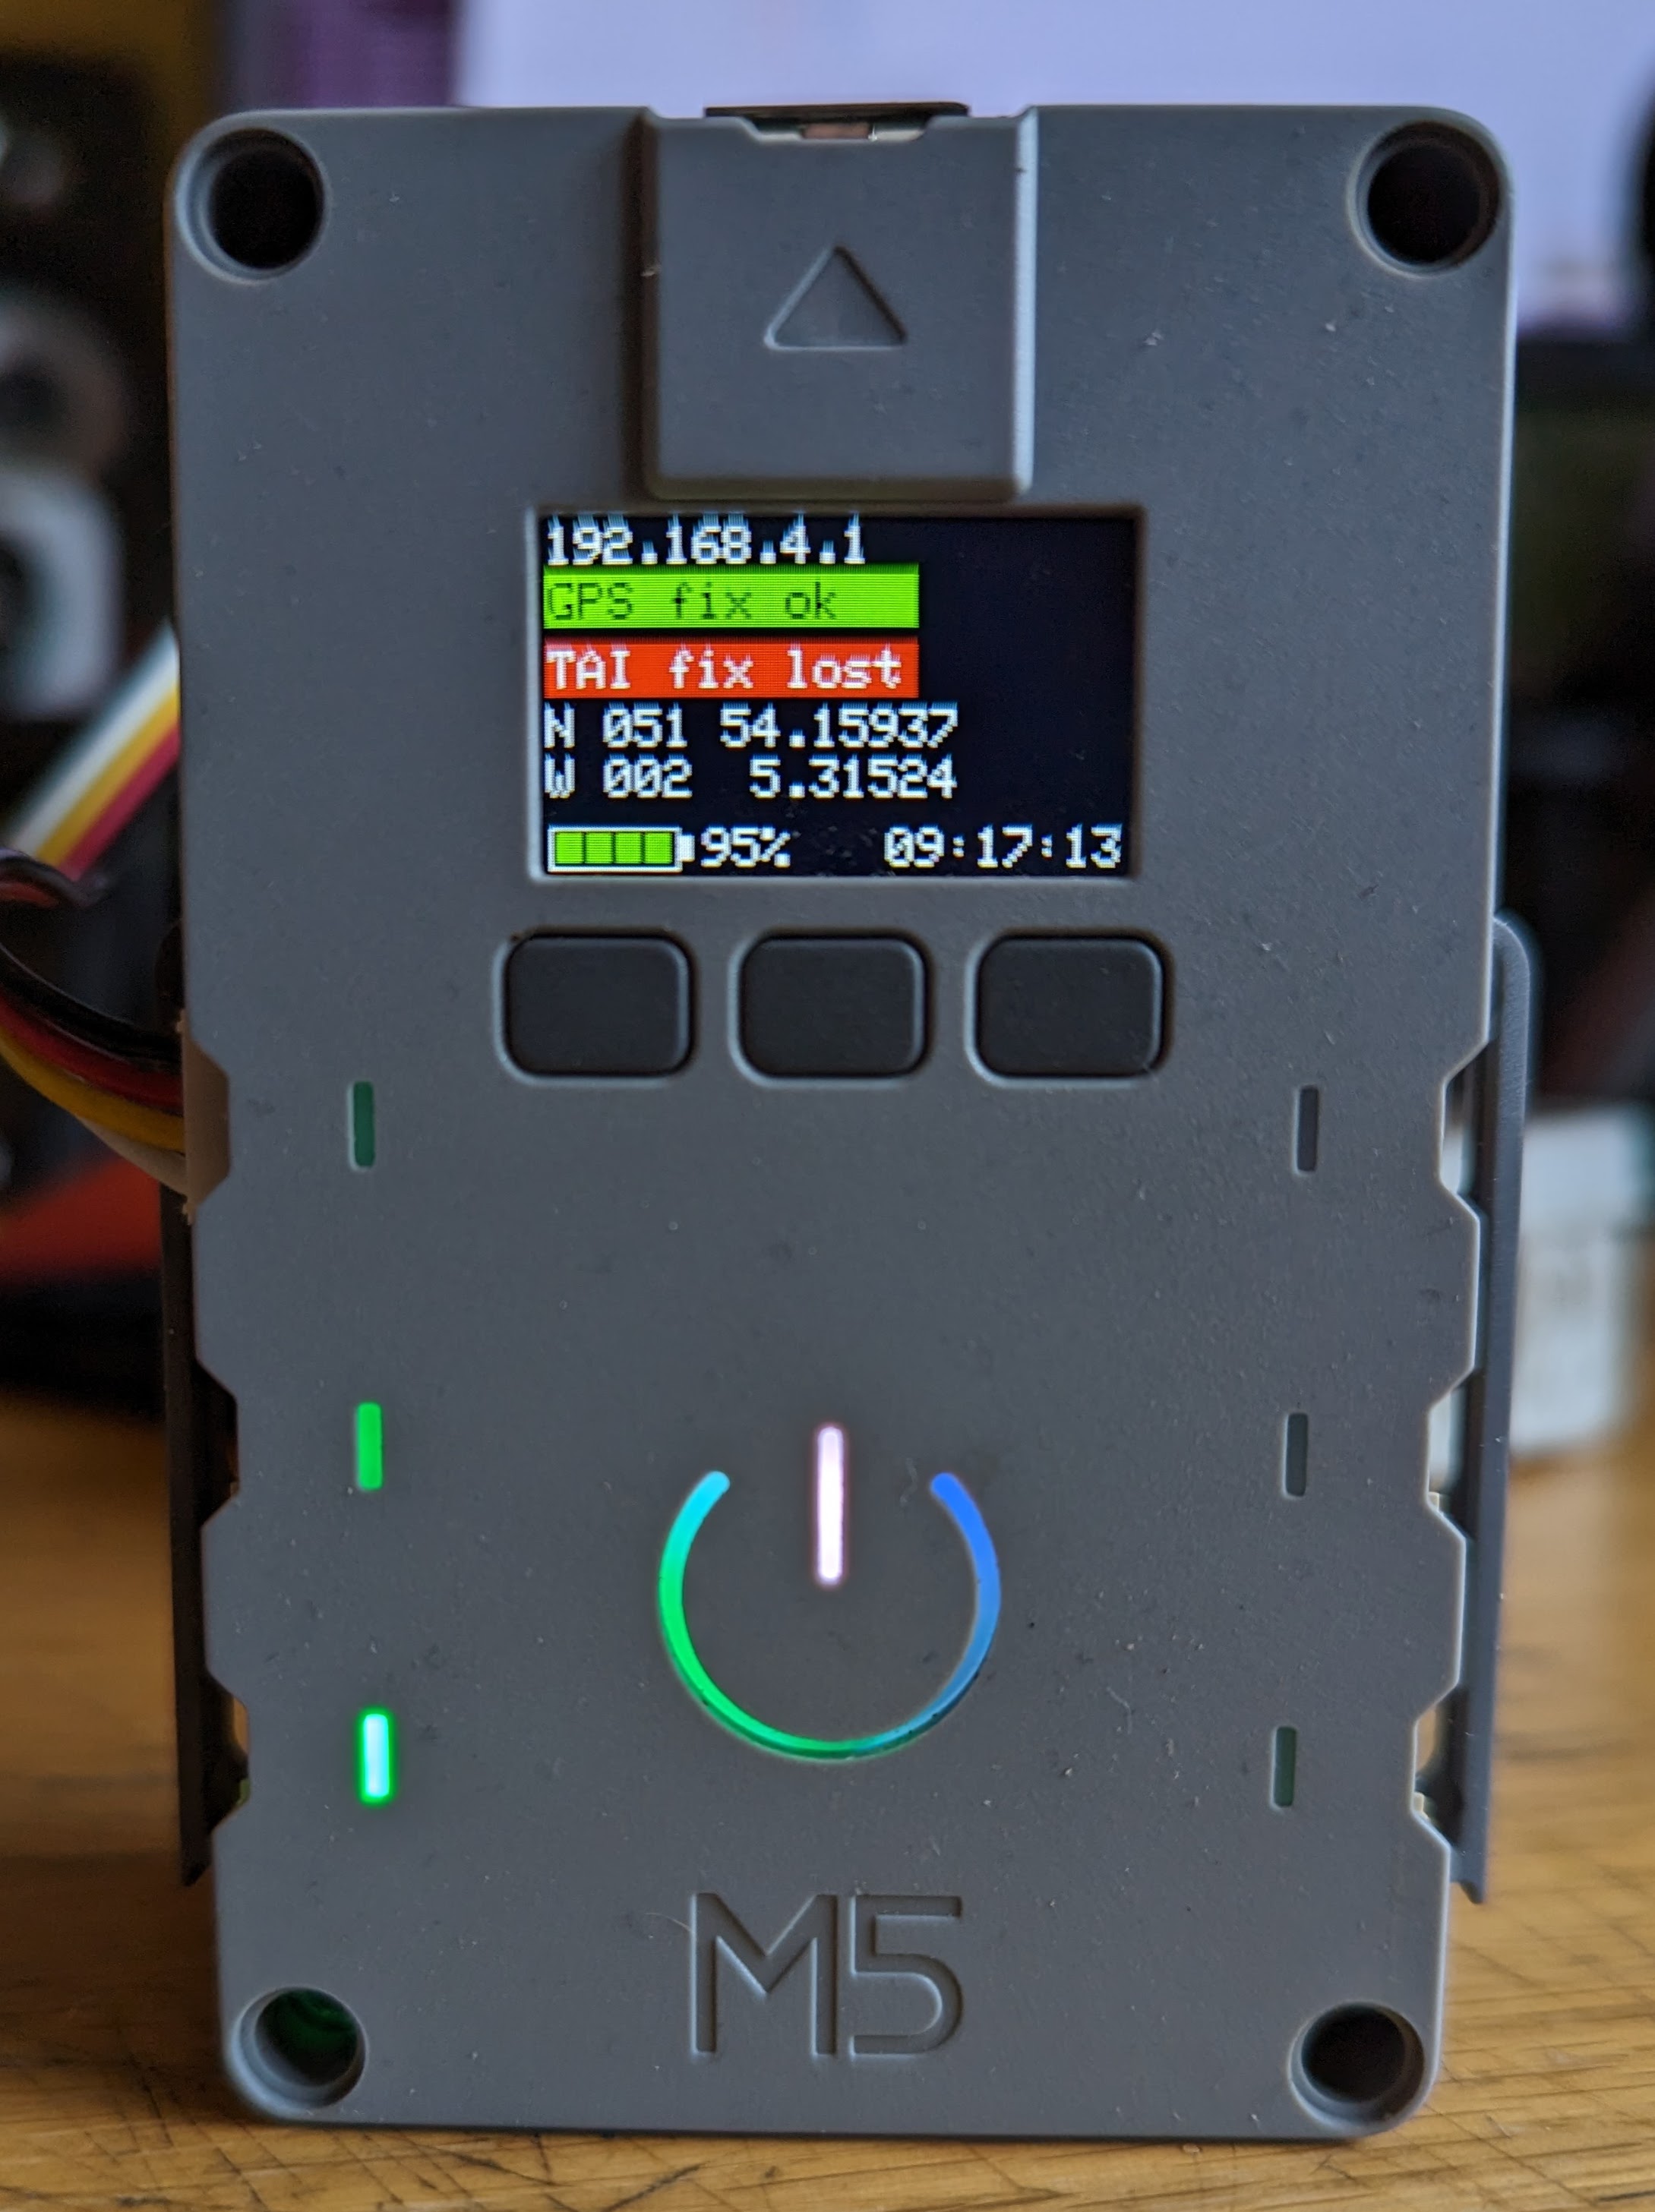 192.168.4.1
GPS fix ok
TAI fix lost
N 051 54.15937
W 002  5.31524
95% 09:17:13
M5